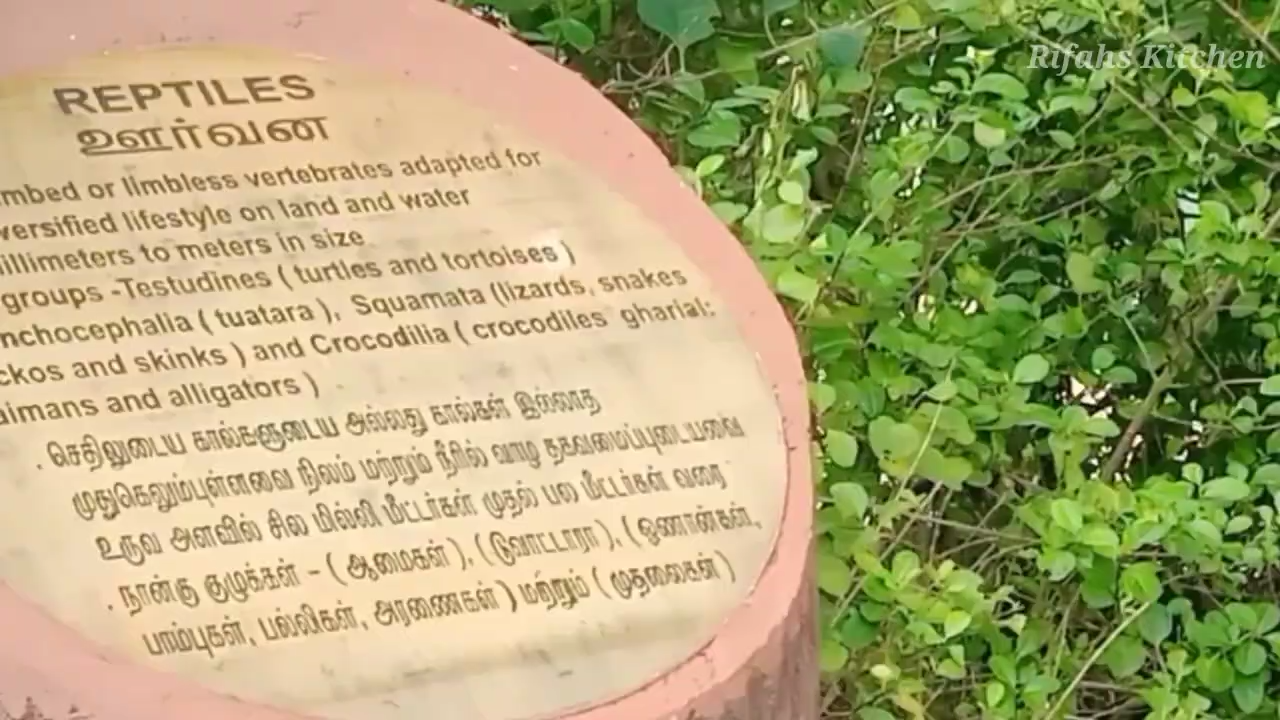 Rifahs Kitchen
REPTILES
ஊர்வன
mbed or limbless vertebrates adapted for
versified lifestyle on land and water
illimeters to meters in size
groups -Testudines ( turtles and tortoises )
nchocephalia ( tuatara ), Squamata (lizards, snakes
ckos and skinks ) and Crocodilia ( crocodiles gharial:
aimans and alligators )
. செதிலுடைய கால்களுடைய அல்லது கால்கள் இல்லாத
முதுகெலும்புள்ளவை நிலம் மற்றும் நீரில் வாழ தகவமைப்புடையவை
உருவ அளவில் சில மில்லி மீட்டர்கள் முதல் பல மீட்டர்கள் வரை
. நான்கு குழுக்கள் - ( ஆமைகள் ), ( டுவாட்டாரா ), ( ஓணான்கள்,
பாம்புகள், பல்லிகள், அரணைகள் ) மற்றும் ( முதலைகள் )